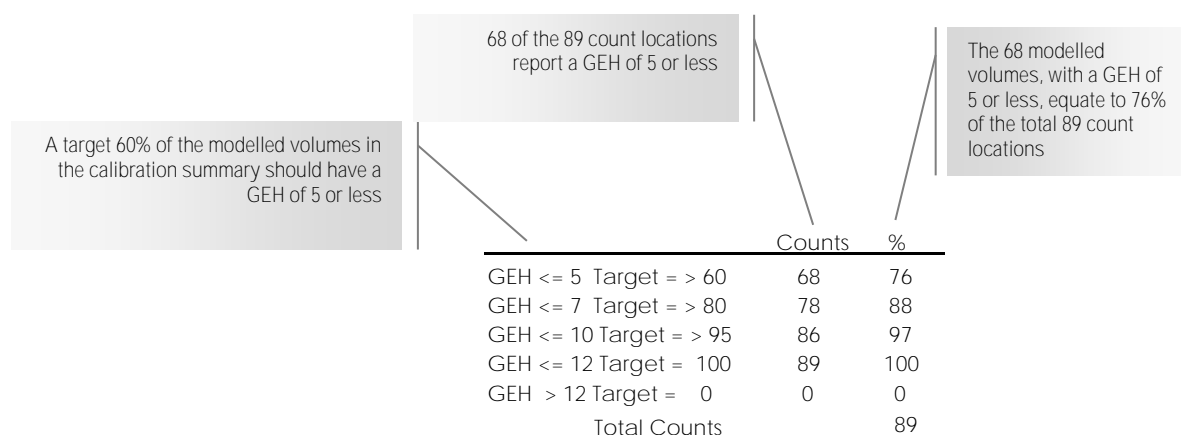 68 of the 89 count locations
report a GEH of 5 or less
The 68 modelled
volumes, with a GEH of
5 or less, equate to 76%
of the total 89 count
locations
A target 60% of the modelled volumes in
the calibration summary should have a
GEH of 5 or less
Counts %
GEH <= 5 Target = > 60 68 76
GEH <= 7 Target = > 80 78 88
GEH <= 10 Target = > 95 86 97
GEH <= 12 Target = 100 89 100
GEH > 12 Target = 0 0 0
Total Counts 89